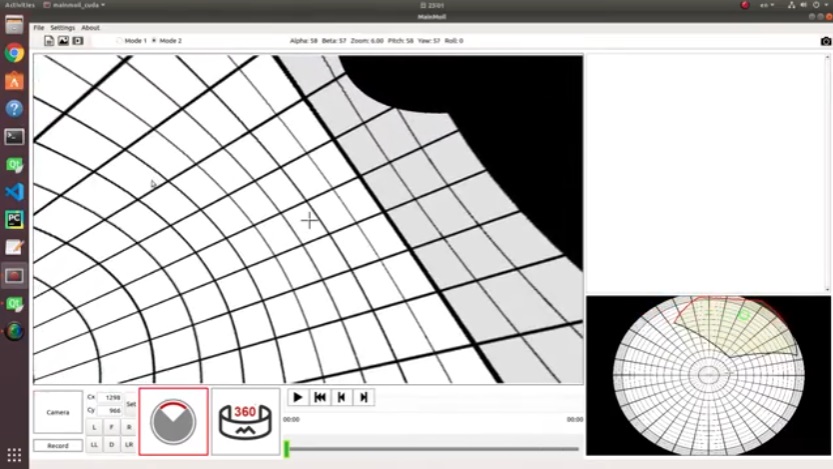 Activities mainmoil_cuda 23:01 en
MainMoil
File Settings About
Mode 1 Mode 2 Alpha: 58 Beta: 57 Zoom: 6.00 Pitch: 58 Yaw: 57 Roll: 0
Camera Cx 1298 Set
Cy 966
L F R
Record LL D LR
360
00:00 00:00